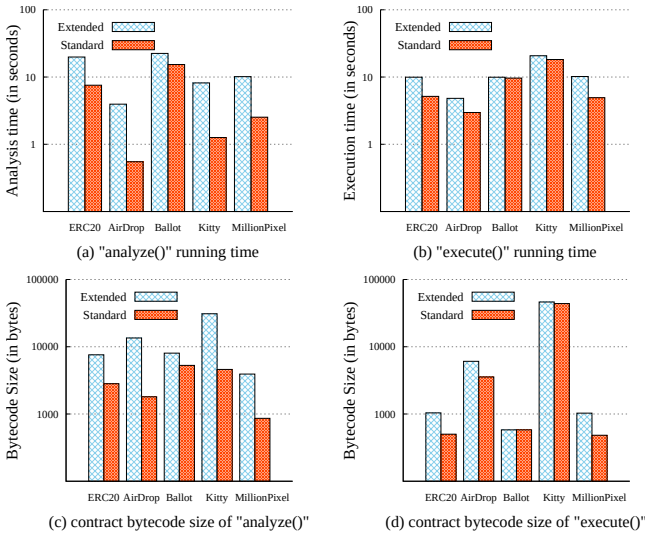 Analysis time (in seconds)
100
10
1
Extended
Standard
ERC20 AirDrop Ballot Kitty MillionPixel
(a) "analyze()" running time
Execution time (in seconds)
100
10
1
Extended
Standard
ERC20 AirDrop Ballot Kitty MillionPixel
(b) "execute()" running time
Bytecode Size (in bytes)
100000
10000
1000
Extended
Standard
ERC20 AirDrop Ballot Kitty MillionPixel
(c) contract bytecode size of "analyze()"
Bytecode Size (in bytes)
100000
10000
1000
Extended
Standard
ERC20 AirDrop Ballot Kitty MillionPixel
(d) contract bytecode size of "execute()"